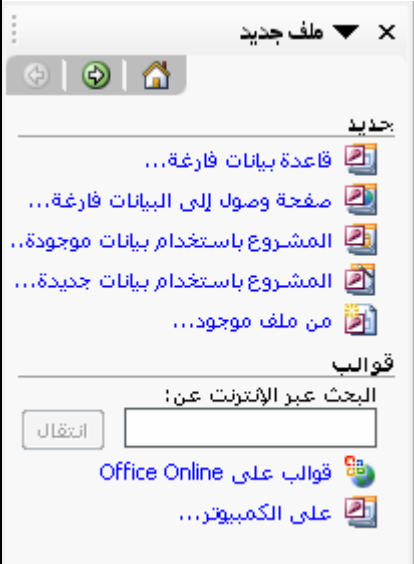 ملف جديد
جديد
قاعدة بيانات فارغة...
صفحة وصول إلى البيانات فارغة...
المشروع باستخدام بيانات موجودة..
المشروع باستخدام بيانات جديدة...
من ملف موجود...
قوالب
البحث عبر الإنترنت عن:
انتقال
قوالب على Office Online
على الكمبيوتر...